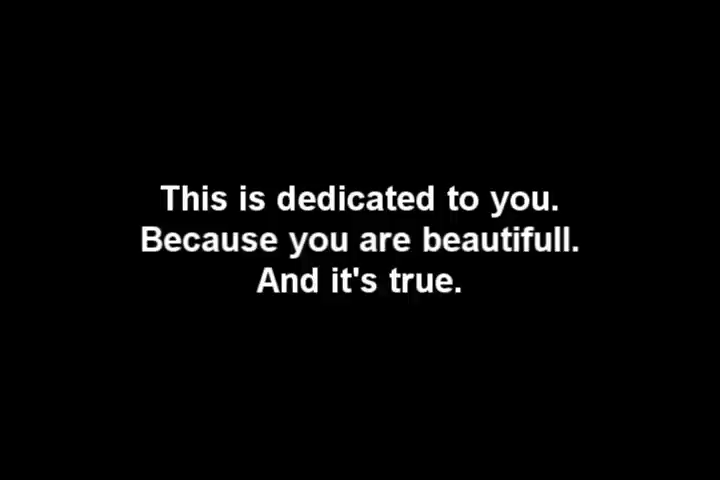 This is dedicated to you.
Because you are beautifull.
And it's true.